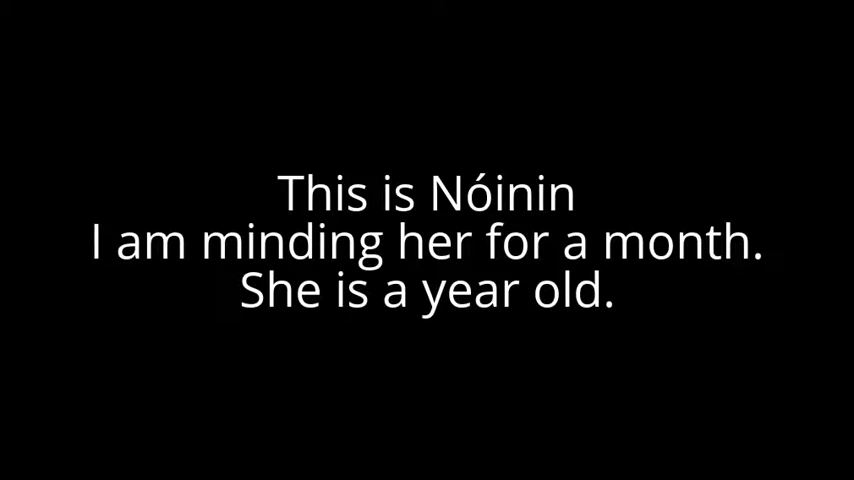 This is Nóinin
I am minding her for a month.
She is a year old.